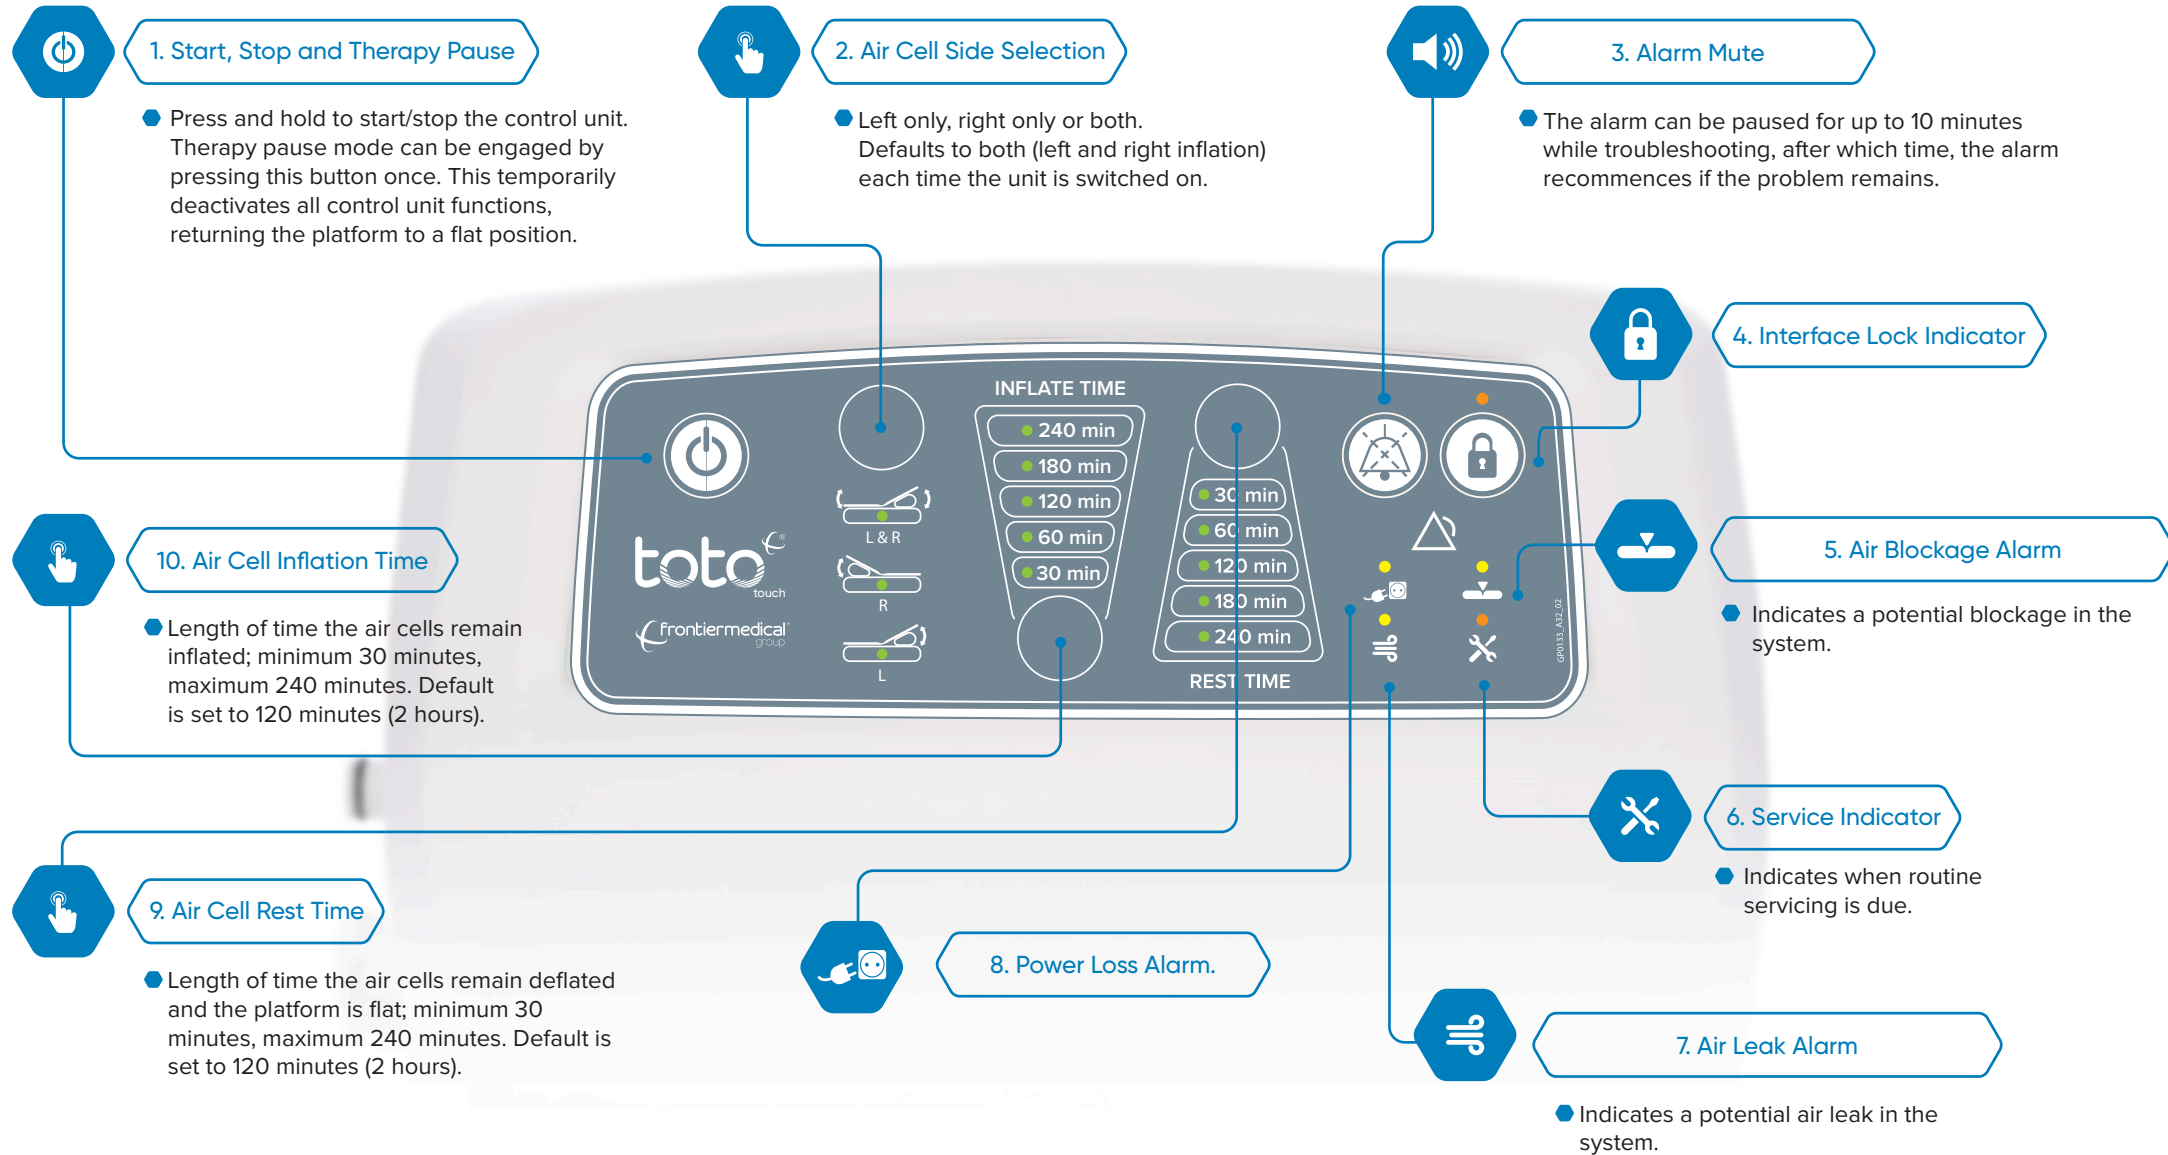 1. Start, Stop and Therapy Pause
Press and hold to start/stop the control unit.
Therapy pause mode can be engaged by
pressing this button once. This temporarily
deactivates all control unit functions,
returning the platform to a flat position.
2. Air Cell Side Selection
Left only, right only or both.
Defaults to both (left and right inflation)
each time the unit is switched on.
3. Alarm Mute
The alarm can be paused for up to 10 minutes
while troubleshooting, after which time, the alarm
recommences if the problem remains.
4. Interface Lock Indicator
5. Air Blockage Alarm
Indicates a potential blockage in the
system.
6. Service Indicator
Indicates when routine
servicing is due.
7. Air Leak Alarm
Indicates a potential air leak in the
system.
8. Power Loss Alarm.
9. Air Cell Rest Time
Length of time the air cells remain deflated
and the platform is flat; minimum 30
minutes, maximum 240 minutes. Default is
set to 120 minutes (2 hours).
10. Air Cell Inflation Time
Length of time the air cells remain
inflated; minimum 30 minutes,
maximum 240 minutes. Default
is set to 120 minutes (2 hours).
toto®
touch
frontiermedical®
group
L & R
R
L
INFLATE TIME
240 min
180 min
120 min
60 min
30 min
30 min
60 min
120 min
180 min
240 min
REST TIME
GP0133_A32_02